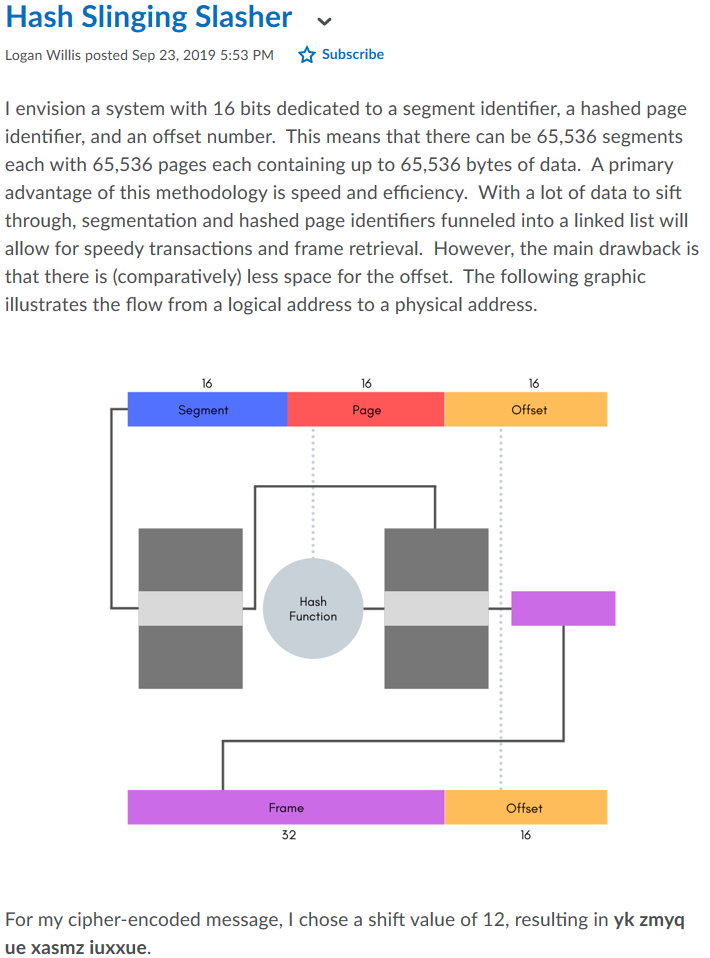 Hash Slinging Slasher
Logan Willis posted Sep 23, 2019 5:53 PM Subscribe
I envision a system with 16 bits dedicated to a segment identifier, a hashed page
identifier, and an offset number.  This means that there can be 65,536 segments
each with 65,536 pages each containing up to 65,536 bytes of data.  A primary
advantage of this methodology is speed and efficiency.  With a lot of data to sift
through, segmentation and hashed page identifiers funneled into a linked list will
allow for speedy transactions and frame retrieval.  However, the main drawback is
that there is (comparatively) less space for the offset.  The following graphic
illustrates the flow from a logical address to a physical address.
16 16 16
Segment Page Offset
Hash
Function
Frame Offset
32 16
For my cipher-encoded message, I chose a shift value of 12, resulting in yk zmyq
ue xasmz iuxxue.